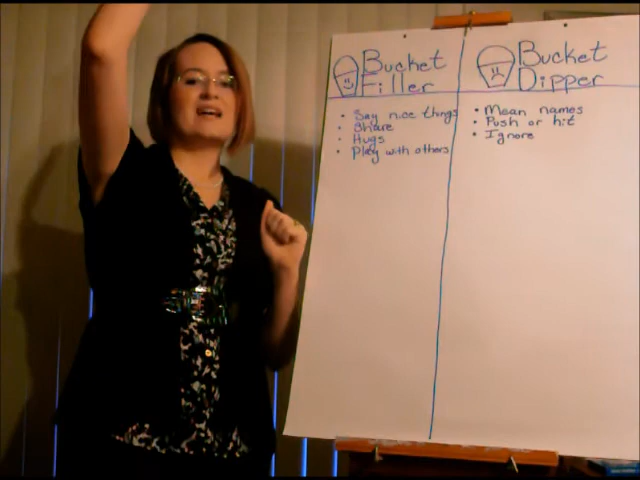 Bucket
Filler
• Say nice things
• Share
• Hugs
• Play with others
Bucket
Dipper
• Mean names
• Push or hit
• Ignore